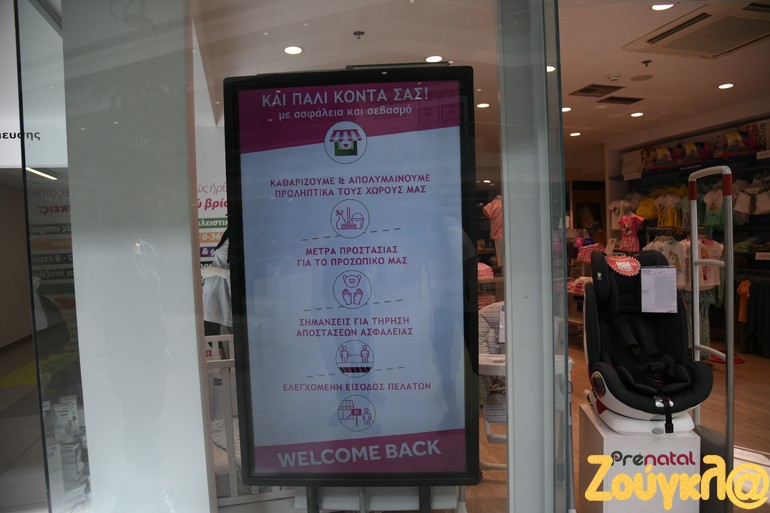 ΚΑΙ ΠΑΛΙ ΚΟΝΤΑ ΣΑΣ!
με ασφάλεια και σεβασμό
ΚΑΘΑΡΙΖΟΥΜΕ & ΑΠΟΛΥΜΑΙΝΟΥΜΕ
ΠΡΟΛΗΠΤΙΚΑ ΤΟΥΣ ΧΩΡΟΥΣ ΜΑΣ
ΜΕΤΡΑ ΠΡΟΣΤΑΣΙΑΣ
ΓΙΑ ΤΟ ΠΡΟΣΩΠΙΚΟ ΜΑΣ
ΣΗΜΑΝΣΕΙΣ ΓΙΑ ΤΗΡΗΣΗ
ΑΠΟΣΤΑΣΕΩΝ ΑΣΦΑΛΕΙΑΣ
ΕΛΕΓΧΟΜΕΝΗ ΕΙΣΟΔΟΣ ΠΕΛΑΤΩΝ
WELCOME BACK
Prenatal
Ζούγκλ@